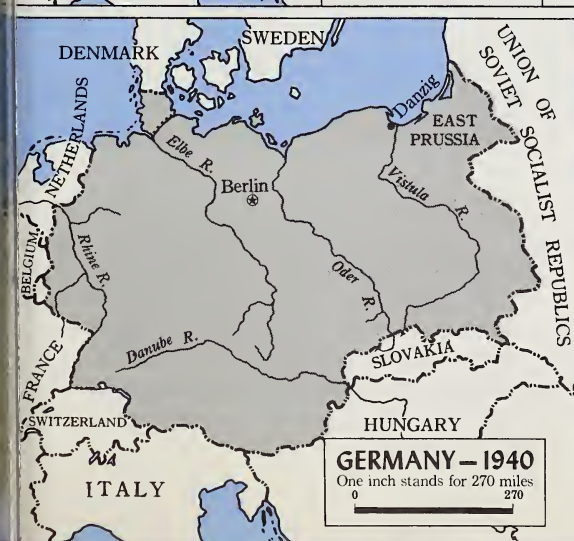 DENMARK
SWEDEN
UNION OF
SOVIET SOCIALIST REPUBLICS
NETHERLANDS
Danzig
EAST
PRUSSIA
Elbe R.
Berlin
Vistula R.
BELGIUM
Rhine R.
Oder R.
Danube R.
SLOVAKIA
FRANCE
SWITZERLAND
HUNGARY
ITALY
GERMANY — 1940
One inch stands for 270 miles
0 270